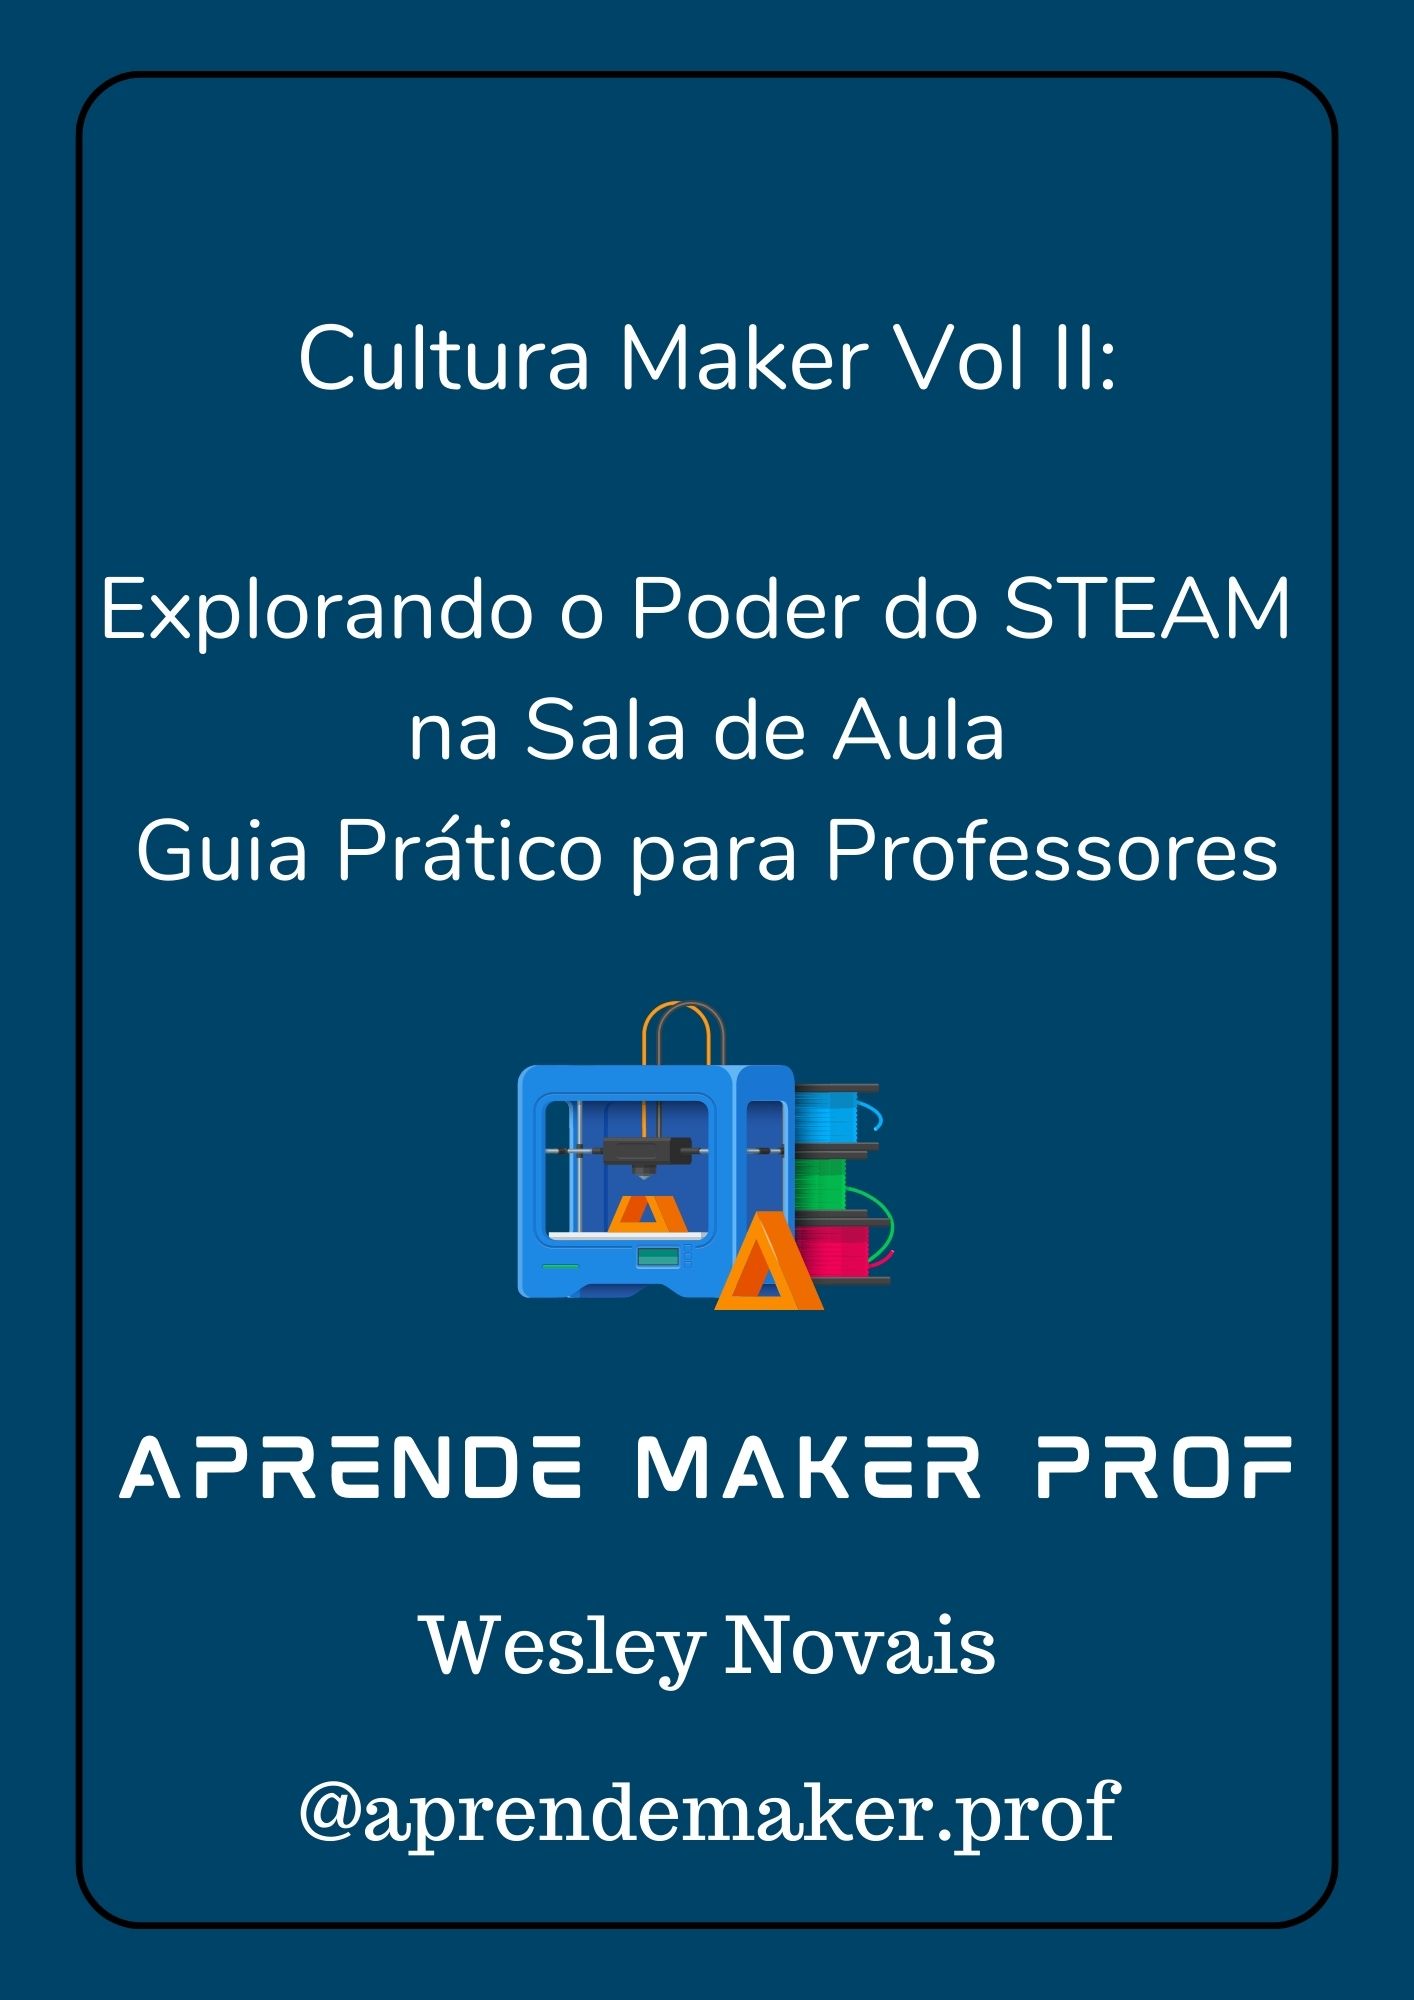 Cultura Maker Vol II:
Explorando o Poder do STEAM
na Sala de Aula
Guia Prático para Professores
APRENDE MAKER PROF
Wesley Novais
@aprendemaker.prof